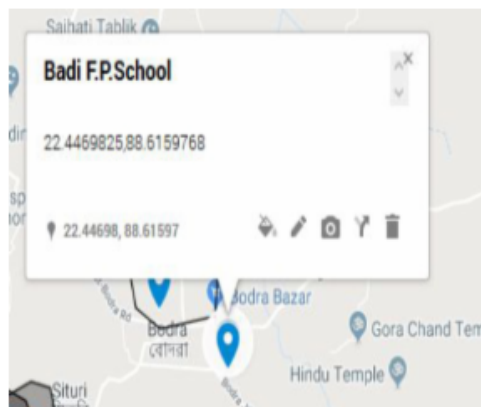 Saihati Tablik
Badi F.P.School
22.4469825,88.6159768
22.44698, 88.61597
Bodra Bazar
Bodra
বোদরা
Gora Chand Tem
Hindu Temple
Situri